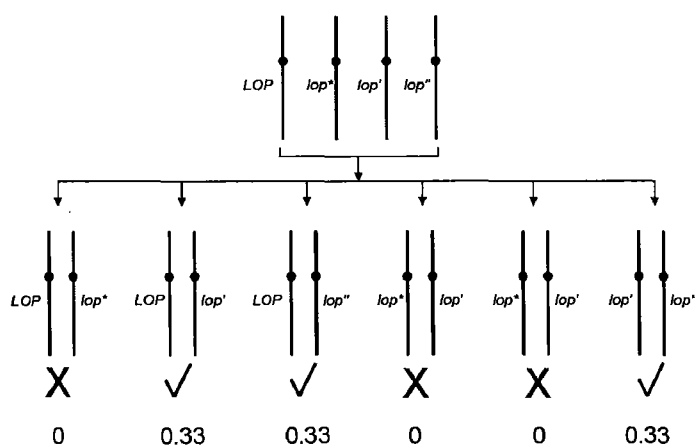 LOP lop* lop' lop"
LOP lop* LOP lop' LOP lop" lop* lop' lop* lop' lop' lop'
X √ √ X X √
0 0.33 0.33 0 0 0.33